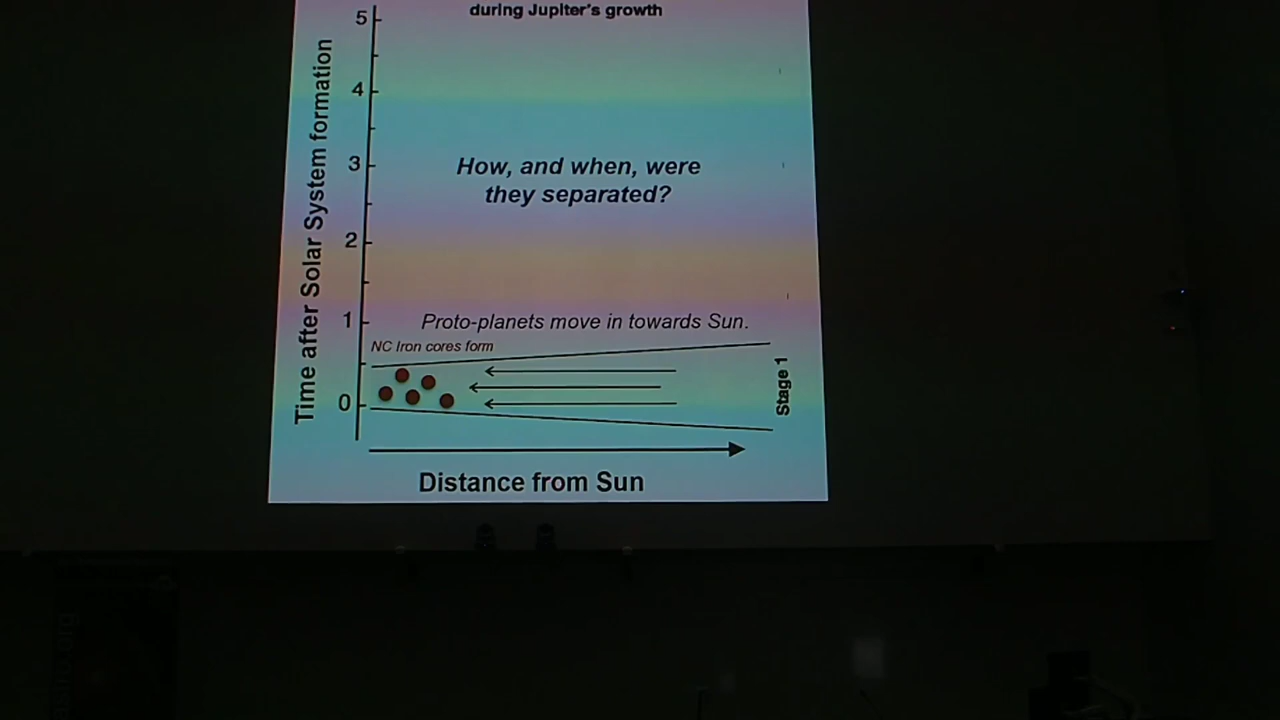 during Jupiter's growth
5
4
3
2
1
0
Time after Solar System formation
How, and when, were
they separated?
Proto-planets move in towards Sun.
NC Iron cores form
Stage 1
Distance from Sun